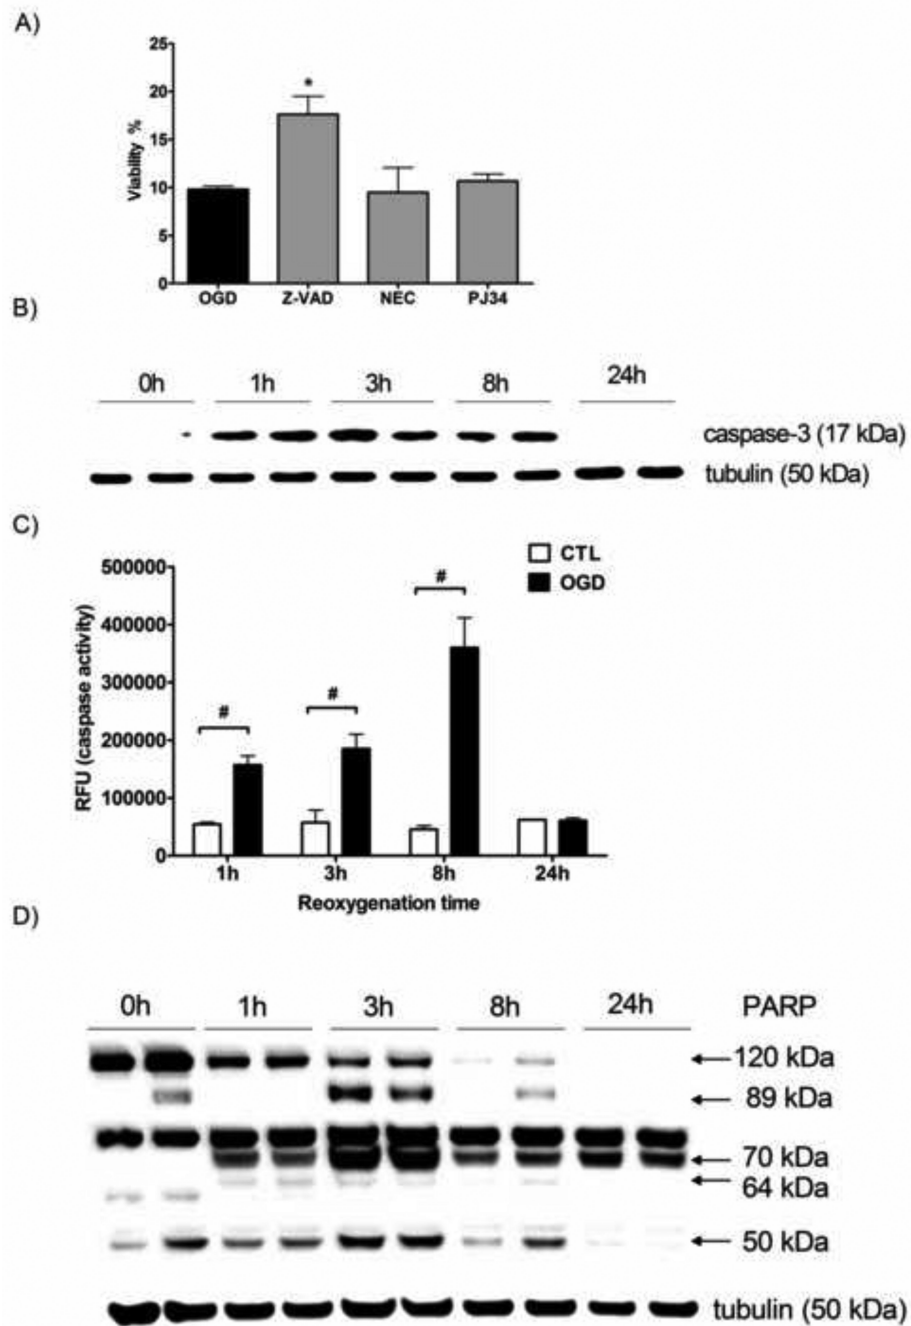 A)
25
20
15
10
5
0
Viability %
*
OGD Z-VAD NEC PJ34
B)
0h 1h 3h 8h 24h
caspase-3 (17 kDa)
tubulin (50 kDa)
C)
CTL
OGD
500000
400000
300000
200000
100000
0
RFU (caspase activity)
# # #
1h 3h 8h 24h
Reoxygenation time
D)
0h 1h 3h 8h 24h PARP
120 kDa
89 kDa
70 kDa
64 kDa
50 kDa
tubulin (50 kDa)